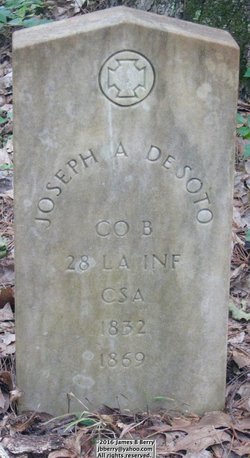 JOSEPH A DESOTO
CO B
28 LA INF
CSA
1832
1869
©2016 James B Berry
jbberry@yahoo.com
All rights reserved.